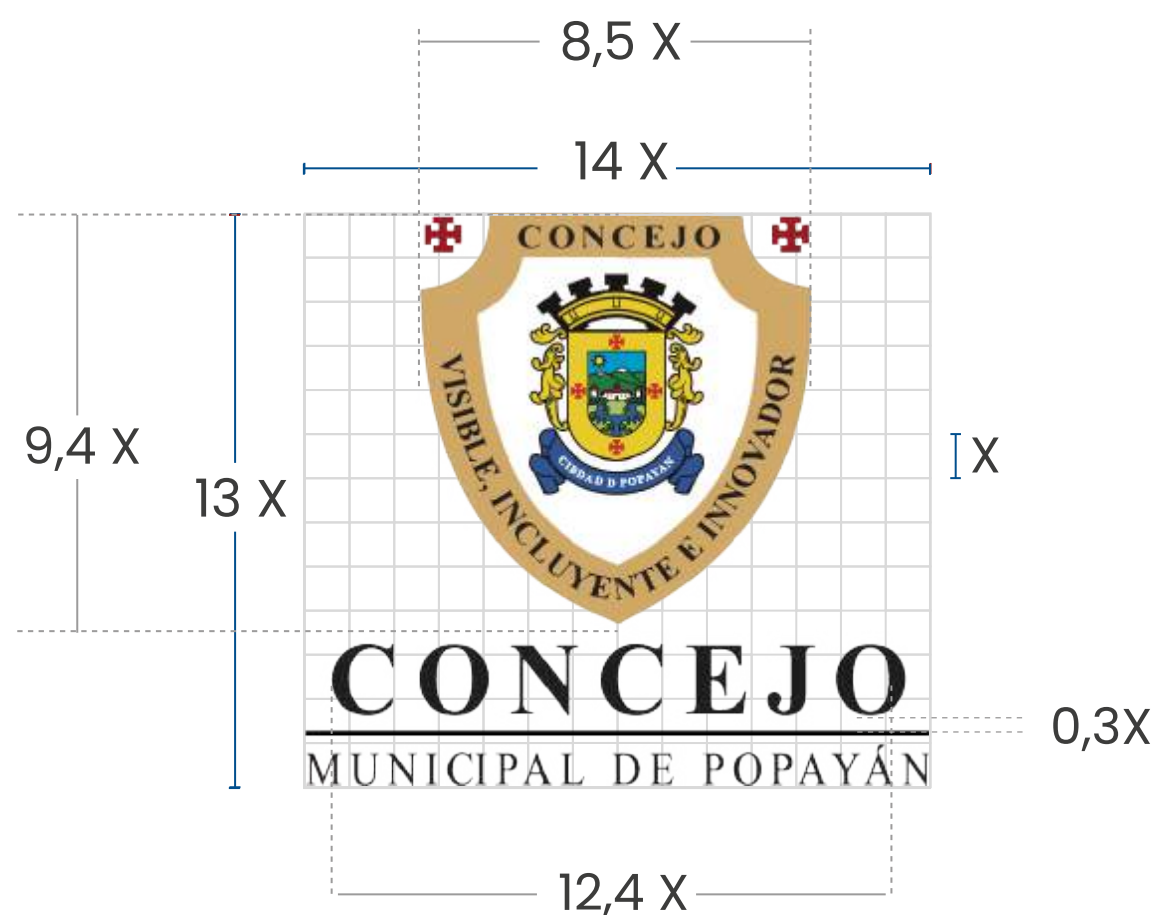 8,5 X
14 X
CONCEJO
VISIBLE, INCLUYENTE E INNOVADOR
CIBDAD D POPAYAN
9,4 X
13 X
X
CONCEJO
0,3X
MUNICIPAL DE POPAYÁN
12,4 X